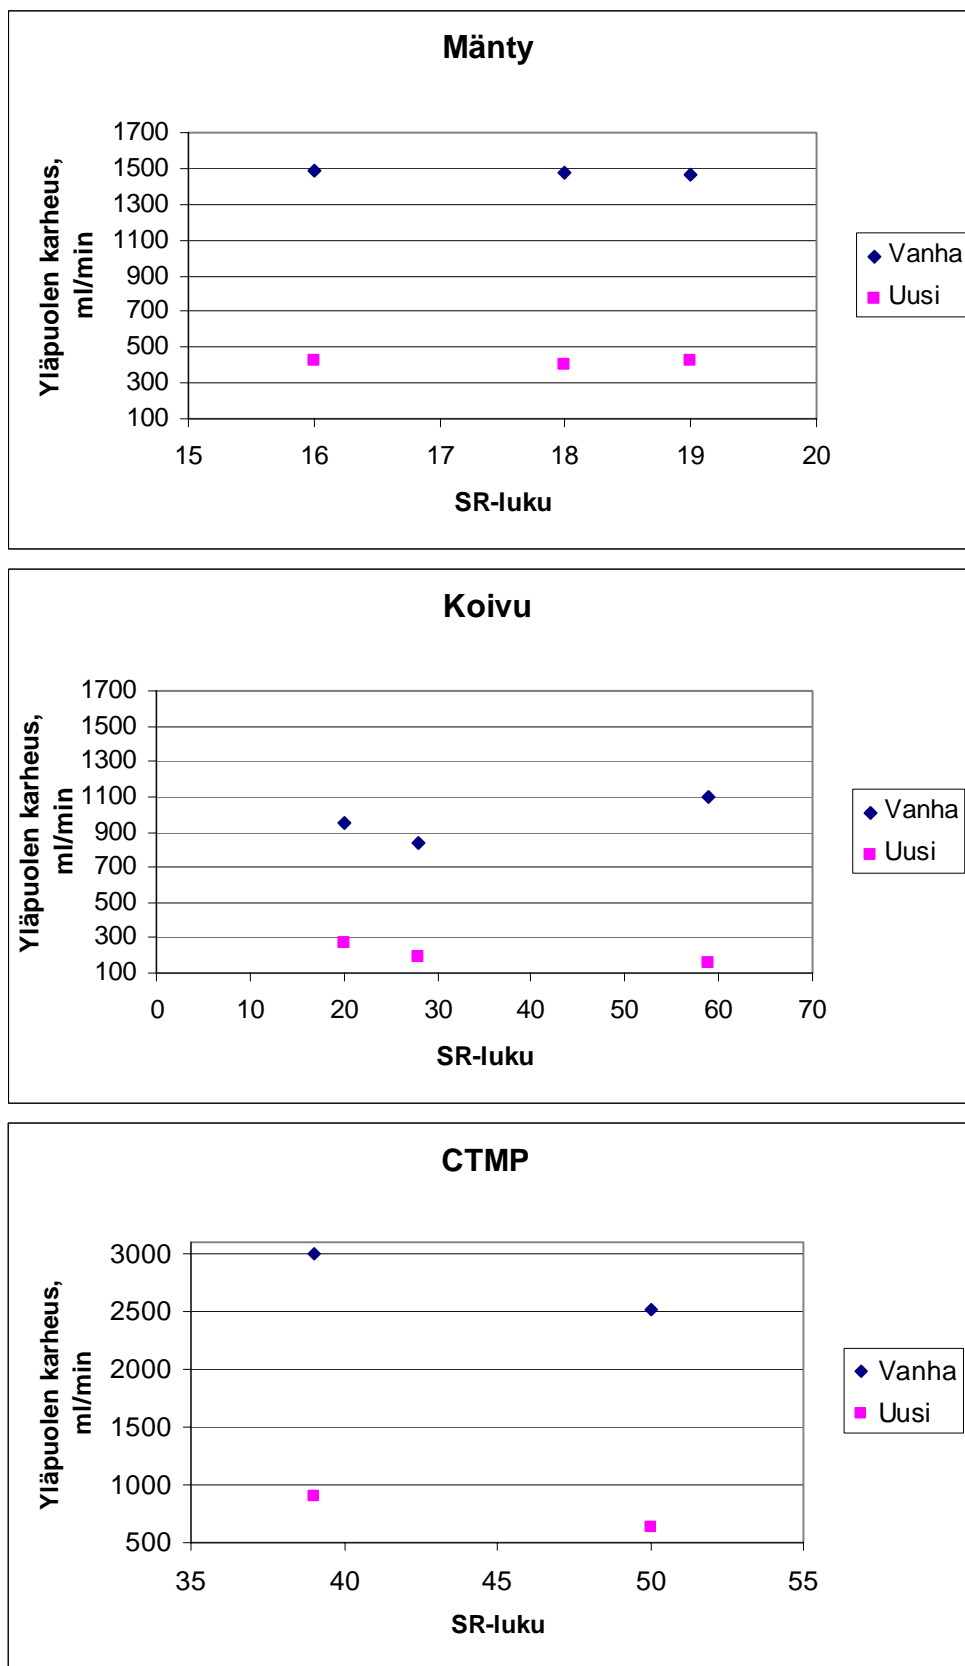 Mänty
Yläpuolen karheus,
ml/min
1700
1500
1300
1100
900
700
500
300
100
15 16 17 18 19 20
SR-luku
Vanha
Uusi
Koivu
Yläpuolen karheus,
ml/min
1700
1500
1300
1100
900
700
500
300
100
0 10 20 30 40 50 60 70
SR-luku
Vanha
Uusi
CTMP
Yläpuolen karheus,
ml/min
3000
2500
2000
1500
1000
500
35 40 45 50 55
SR-luku
Vanha
Uusi